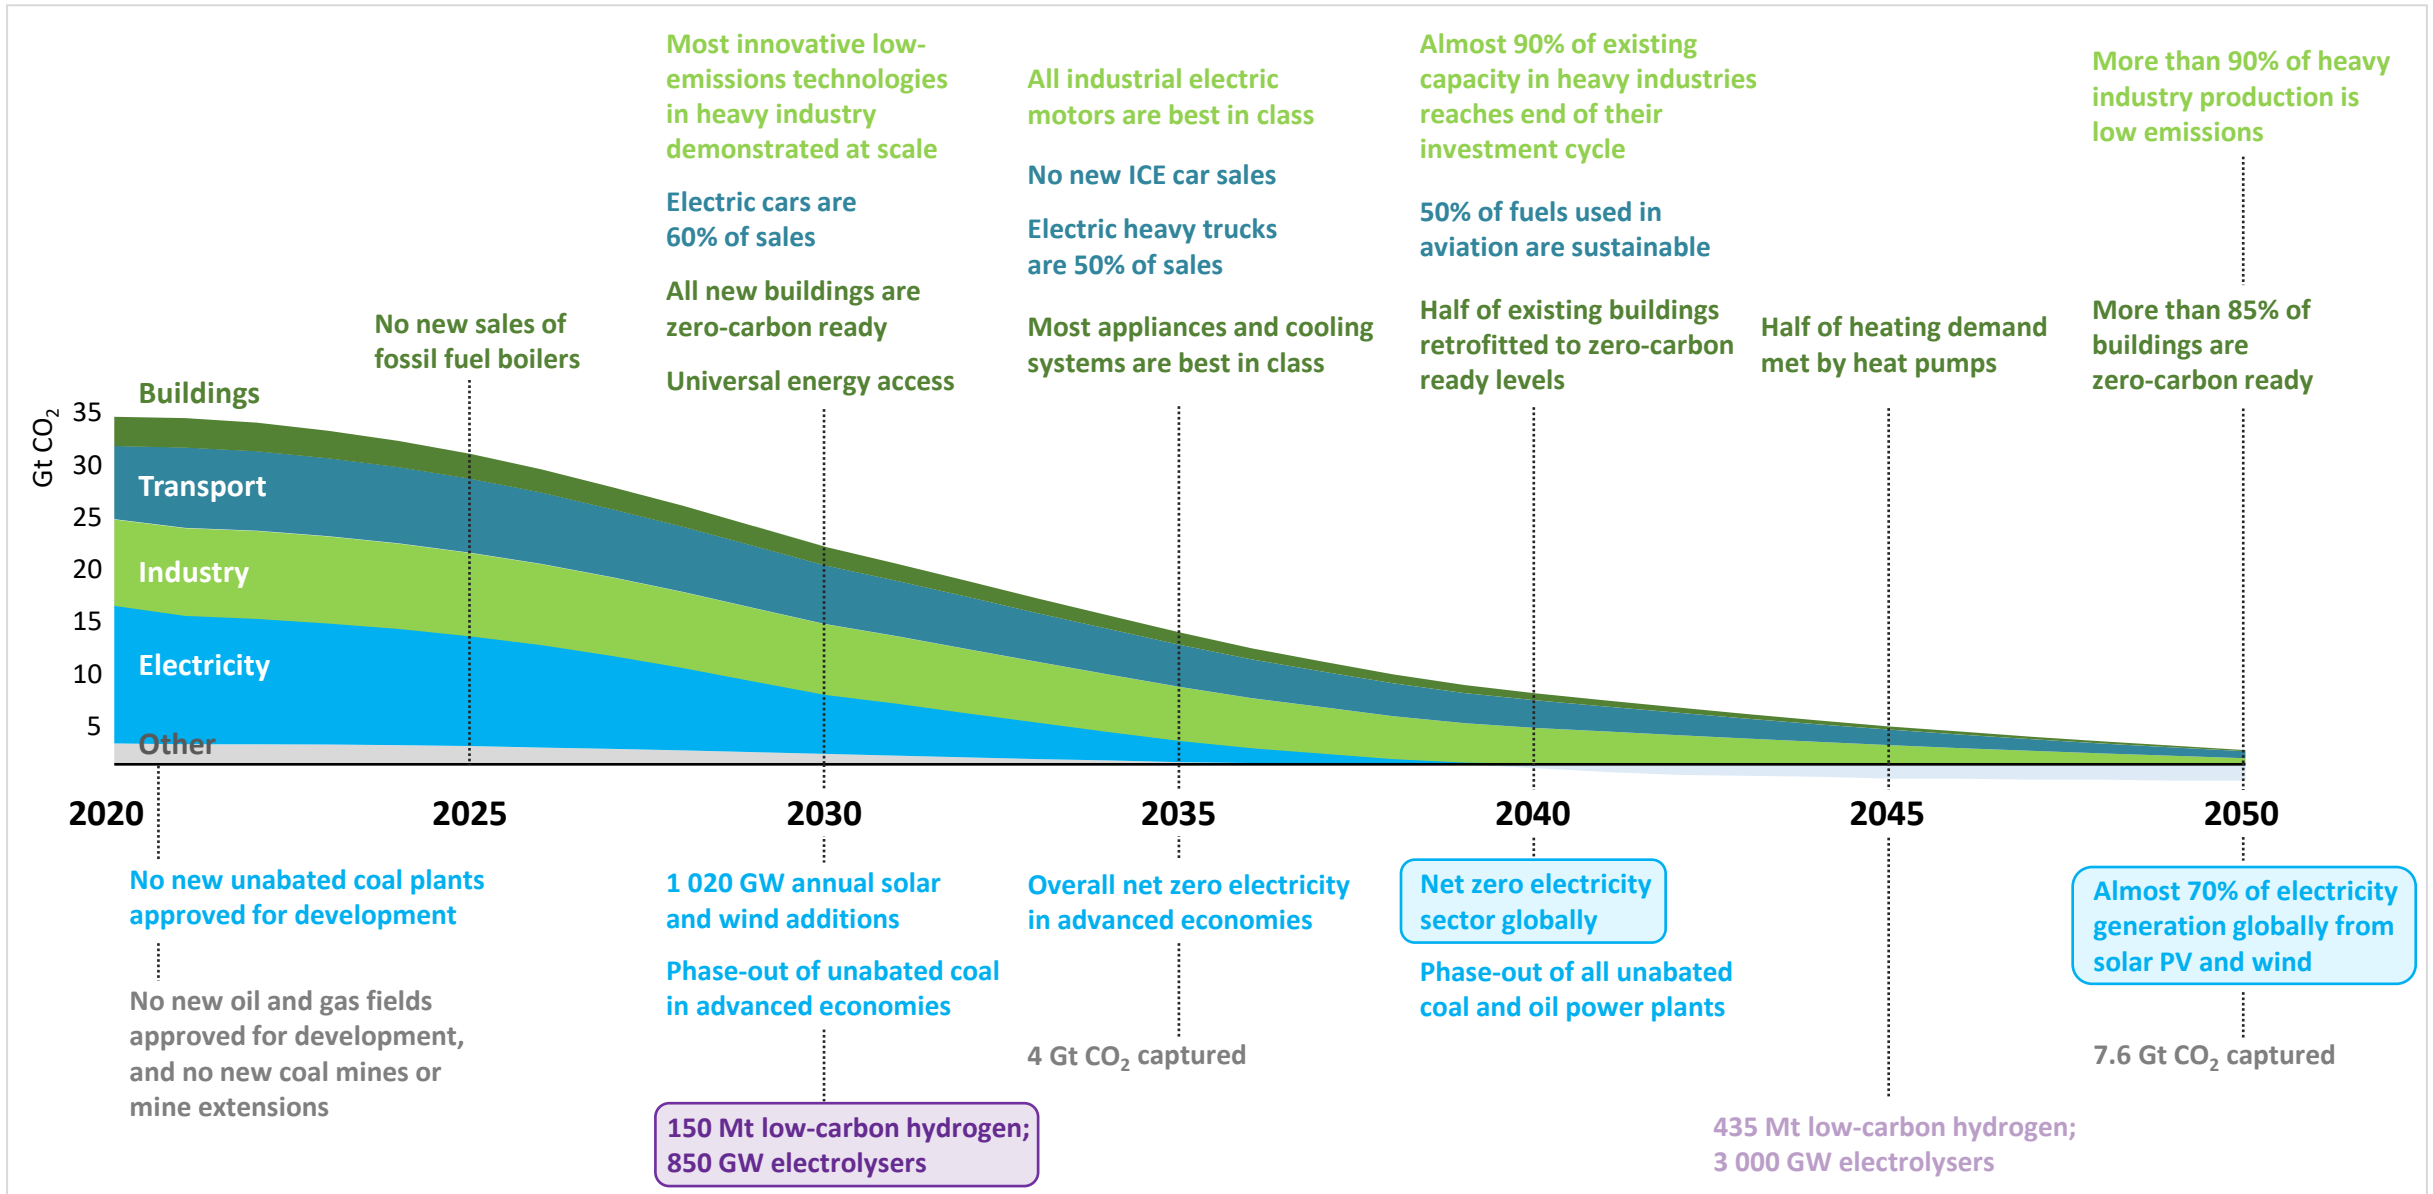 Most innovative low-
emissions technologies
in heavy industry
demonstrated at scale
Electric cars are
60% of sales
All new buildings are
zero-carbon ready
Universal energy access
All industrial electric
motors are best in class
No new ICE car sales
Electric heavy trucks
are 50% of sales
Most appliances and cooling
systems are best in class
Almost 90% of existing
capacity in heavy industries
reaches end of their
investment cycle
50% of fuels used in
aviation are sustainable
Half of existing buildings
retrofitted to zero-carbon
ready levels
Half of heating demand
met by heat pumps
More than 90% of heavy
industry production is
low emissions
More than 85% of
buildings are
zero-carbon ready
No new sales of
fossil fuel boilers
Gt CO₂
35
30
25
20
15
10
5
Buildings
Transport
Industry
Electricity
Other
2020 2025 2030 2035 2040 2045 2050
No new unabated coal plants
approved for development
No new oil and gas fields
approved for development,
and no new coal mines or
mine extensions
1 020 GW annual solar
and wind additions
Phase-out of unabated coal
in advanced economies
150 Mt low-carbon hydrogen;
850 GW electrolysers
Overall net zero electricity
in advanced economies
4 Gt CO₂ captured
Net zero electricity
sector globally
Phase-out of all unabated
coal and oil power plants
435 Mt low-carbon hydrogen;
3 000 GW electrolysers
Almost 70% of electricity
generation globally from
solar PV and wind
7.6 Gt CO₂ captured